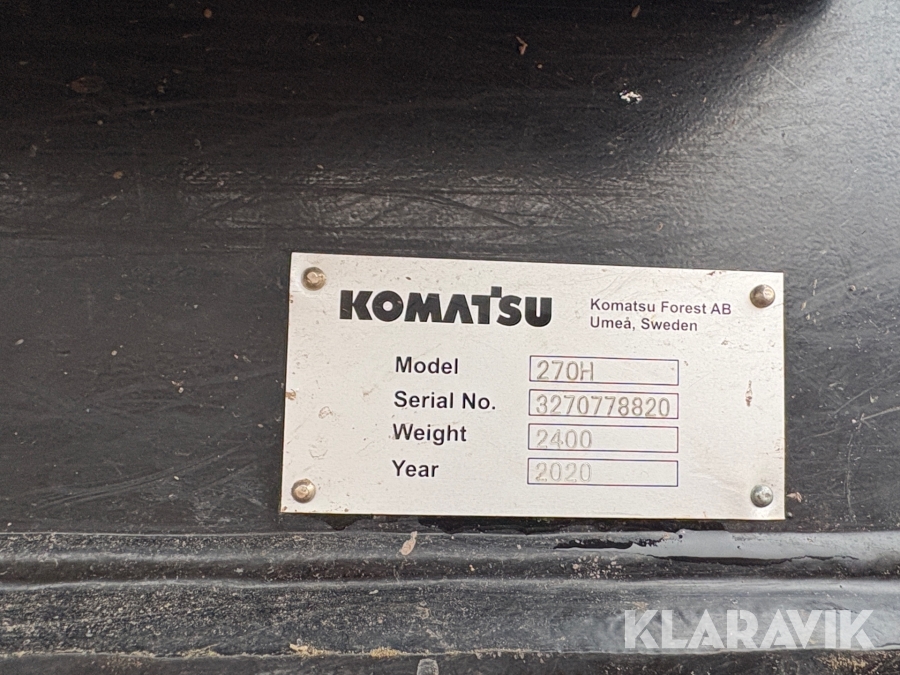 KOMATSU
Komatsu Forest AB
Umeå, Sweden
Model 270H
Serial No. 3270778820
Weight 2400
Year 2020
KLARAVIK